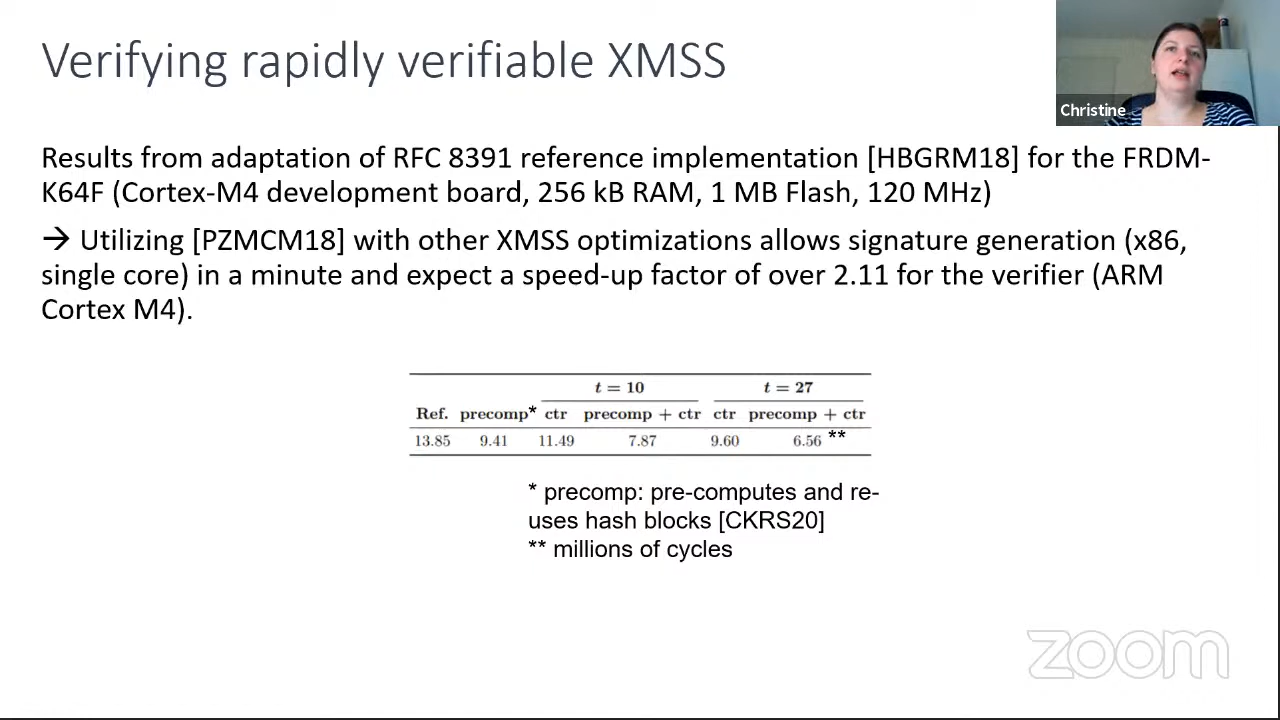 Verifying rapidly verifiable XMSS
Christine
Results from adaptation of RFC 8391 reference implementation [HBGRM18] for the FRDM-
K64F (Cortex-M4 development board, 256 kB RAM, 1 MB Flash, 120 MHz)
→ Utilizing [PZMCM18] with other XMSS optimizations allows signature generation (x86,
single core) in a minute and expect a speed-up factor of over 2.11 for the verifier (ARM
Cortex M4).
t = 10 t = 27
Ref. precomp* ctr precomp + ctr ctr precomp + ctr
13.85 9.41 11.49 7.87 9.60 6.56 **
* precomp: pre-computes and re-
uses hash blocks [CKRS20]
** millions of cycles
zoom